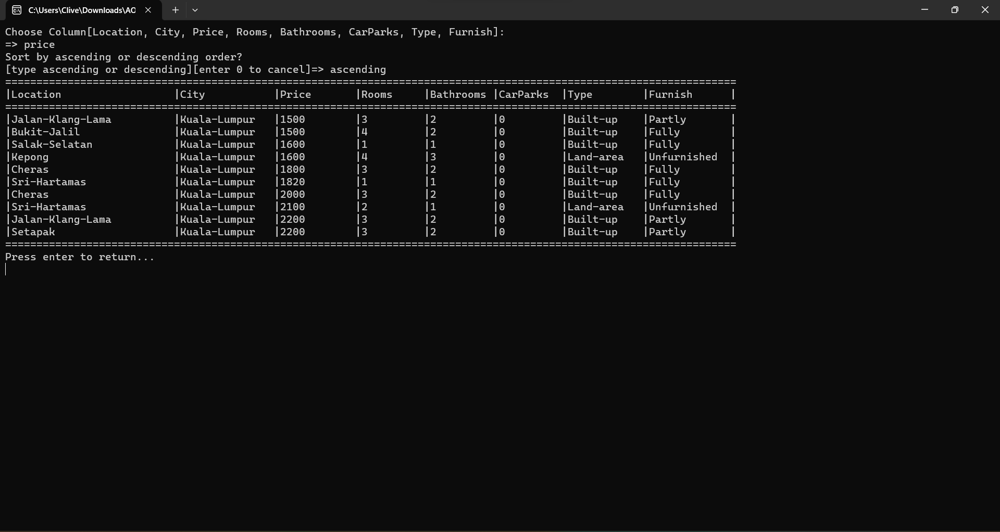 C:\Users\Clive\Downloads\AC
Choose Column[Location, City, Price, Rooms, Bathrooms, CarParks, Type, Furnish]:
=> price
Sort by ascending or descending order?
[type ascending or descending][enter 0 to cancel]=> ascending
=====================================================================================================================
|Location                  |City           |Price       |Rooms     |Bathrooms |CarParks  |Type        |Furnish      |
=====================================================================================================================
|Jalan-Klang-Lama          |Kuala-Lumpur   |1500        |3         |2         |0         |Built-up    |Partly       |
|Bukit-Jalil               |Kuala-Lumpur   |1500        |4         |2         |0         |Built-up    |Fully        |
|Salak-Selatan             |Kuala-Lumpur   |1600        |1         |1         |0         |Built-up    |Fully        |
|Kepong                    |Kuala-Lumpur   |1600        |4         |3         |0         |Land-area   |Unfurnished  |
|Cheras                    |Kuala-Lumpur   |1800        |3         |2         |0         |Built-up    |Fully        |
|Sri-Hartamas              |Kuala-Lumpur   |1820        |1         |1         |0         |Built-up    |Fully        |
|Cheras                    |Kuala-Lumpur   |2000        |3         |2         |0         |Built-up    |Fully        |
|Sri-Hartamas              |Kuala-Lumpur   |2100        |2         |1         |0         |Land-area   |Unfurnished  |
|Jalan-Klang-Lama          |Kuala-Lumpur   |2200        |3         |2         |0         |Built-up    |Partly       |
|Setapak                   |Kuala-Lumpur   |2200        |3         |2         |0         |Built-up    |Partly       |
=====================================================================================================================
Press enter to return...